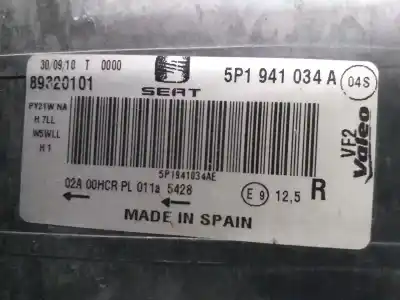 30/09/10 T 0000
89320101
SEAT
5P1 941 034 A
04S
PY21W NA
H 7LL
W5WLL
H 1
5P1941034AE
VF2
Valeo
02A 00HCR PL 011a 5428
E 9 12,5 R
MADE IN SPAIN